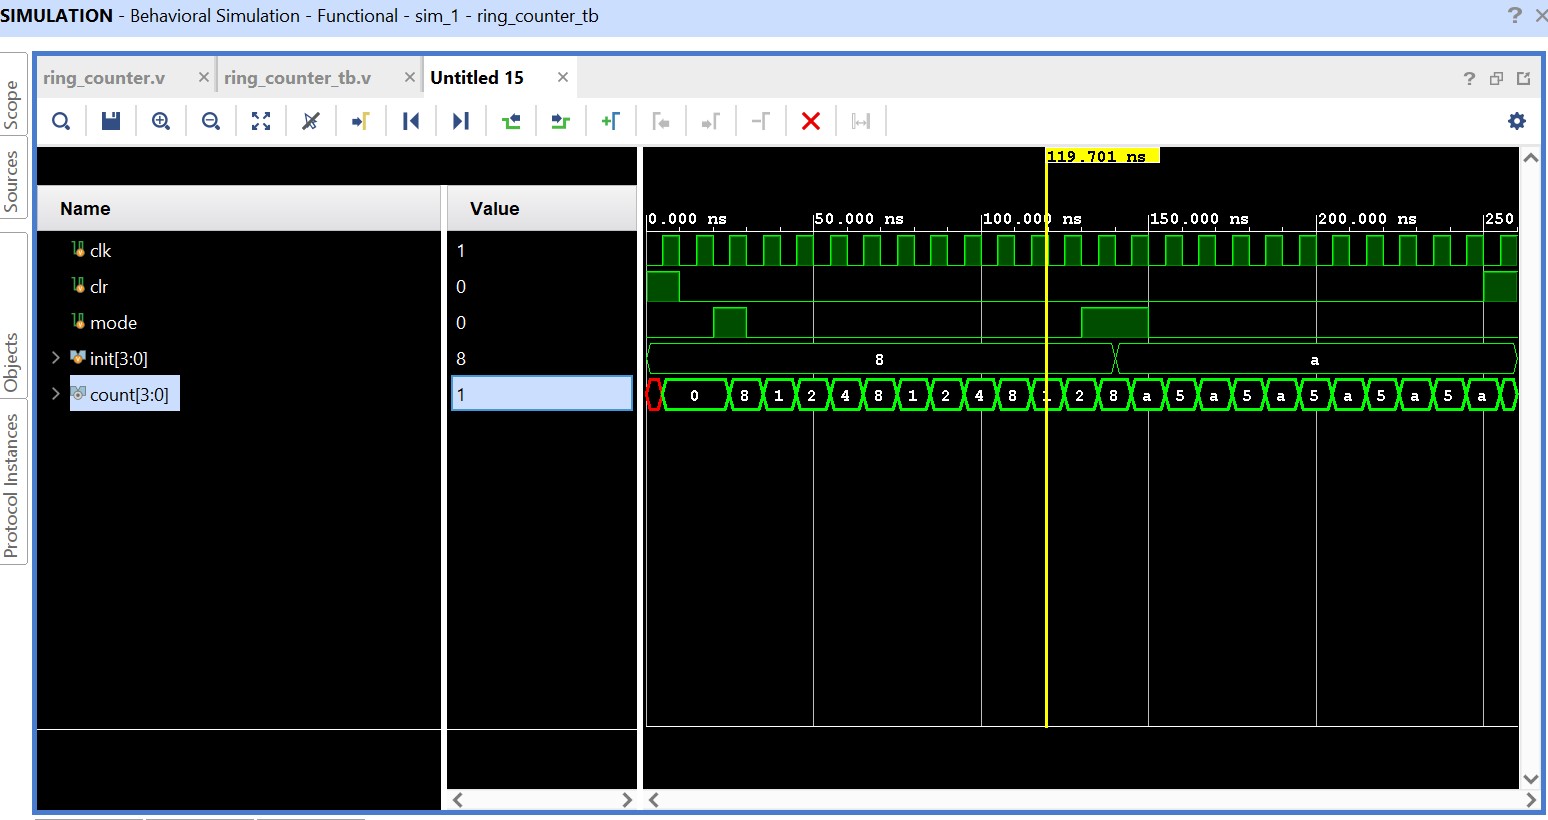 SIMULATION - Behavioral Simulation - Functional - sim_1 - ring_counter_tb
ring_counter.v
ring_counter_tb.v
Untitled 15
Scope
Sources
Objects
Protocol Instances
119.701 ns
Name
Value
0.000 ns
50.000 ns
100.000 ns
150.000 ns
200.000 ns
250
clk
1
clr
0
mode
0
init[3:0]
8
8
a
count[3:0]
1
0 8 1 2 4 8 1 2 4 8 1 2 8 a 5 a 5 a 5 a 5 a 5 a